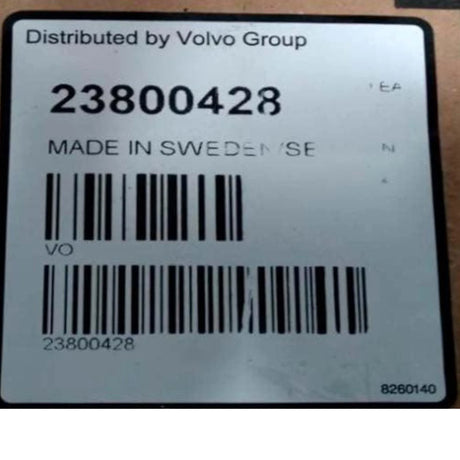 Distributed by Volvo Group
23800428
EA
MADE IN SWEDEN/SE
N
VO
23800428
8260140